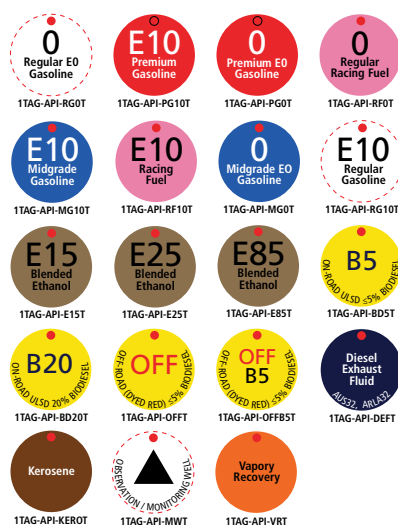 0
Regular E0
Gasoline
1TAG-API-RG0T
E10
Premium
Gasoline
1TAG-API-PG10T
0
Premium E0
Gasoline
1TAG-API-PG0T
0
Regular
Racing Fuel
1TAG-API-RF0T
E10
Midgrade
Gasoline
1TAG-API-MG10T
E10
Racing
Fuel
1TAG-API-RF10T
0
Midgrade E0
Gasoline
1TAG-API-MG0T
E10
Regular
Gasoline
1TAG-API-RG10T
E15
Blended
Ethanol
1TAG-API-E15T
E25
Blended
Ethanol
1TAG-API-E25T
E85
Blended
Ethanol
1TAG-API-E85T
B5
ON-ROAD ULSD ≤5% BIODIESEL
1TAG-API-BD5T
B20
ON-ROAD ULSD 20% BIODIESEL
1TAG-API-BD20T
OFF
OFF-ROAD (DYED RED) ≤5% BIODIESEL
1TAG-API-OFFT
OFF
B5
OFF-ROAD (DYED RED) ≤5% BIODIESEL
1TAG-API-OFFB5T
Diesel
Exhaust
Fluid
AUS32, ARLA32
1TAG-API-DEFT
Kerosene
1TAG-API-KER0T
OBSERVATION / MONITORING WELL
1TAG-API-MWT
Vapory
Recovery
1TAG-API-VRT